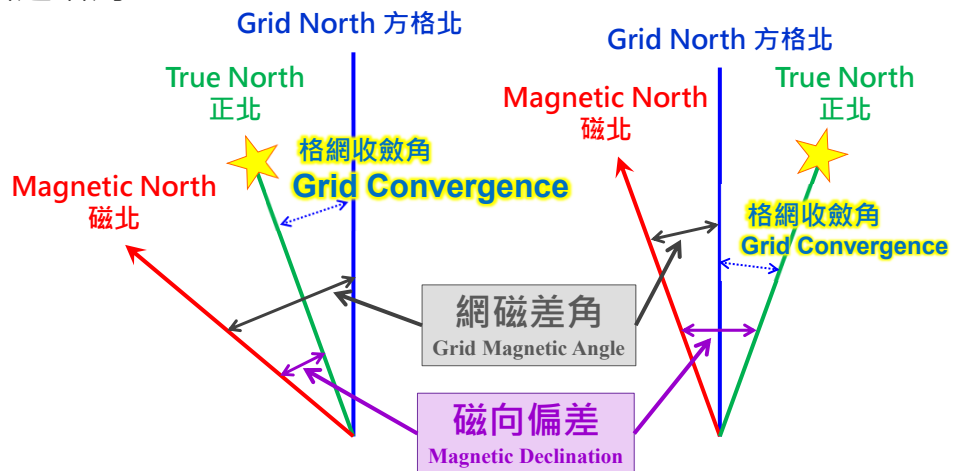 Grid North 方格北
True North
正北
格網收斂角
Grid Convergence
Magnetic North
磁北
Grid North 方格北
True North
正北
Magnetic North
磁北
格網收斂角
Grid Convergence
網磁差角
Grid Magnetic Angle
磁向偏差
Magnetic Declination